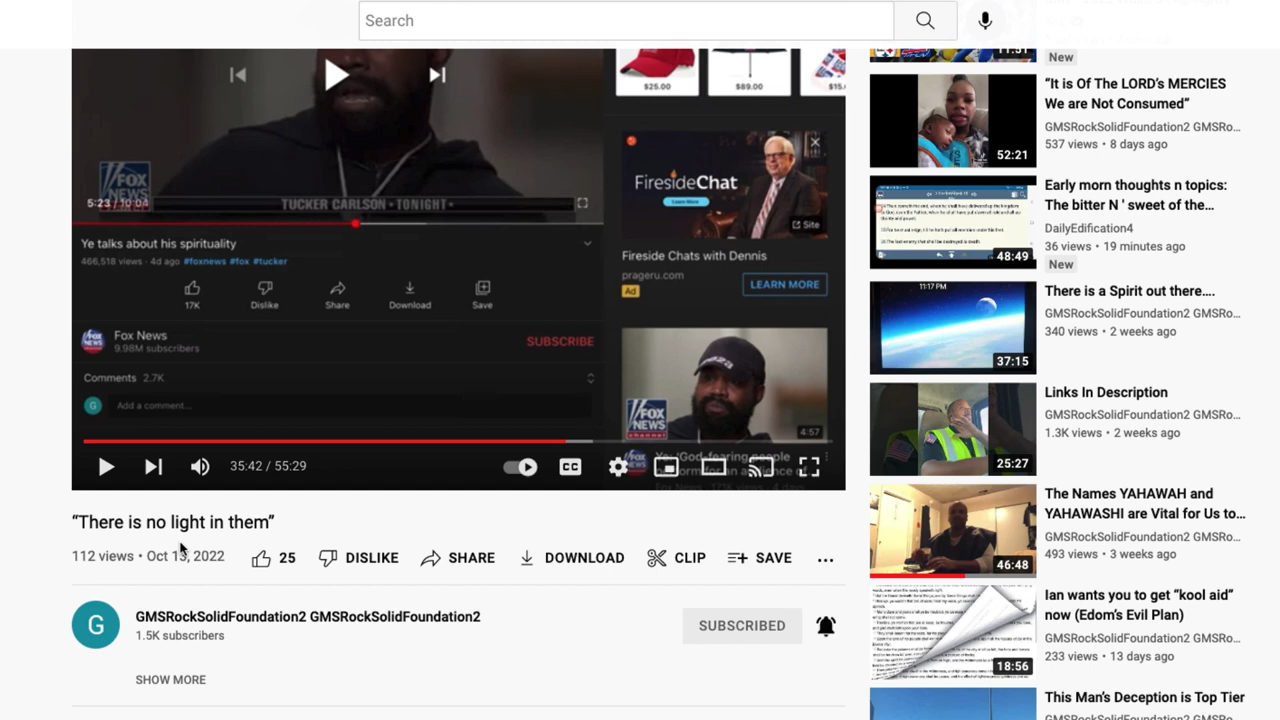 Search
$25.00
$89.00
$15.
FOX
NEWS
channel
5:23 / 10:04
TUCKER CARLSON • TONIGHT •
Ye talks about his spirituality
466,518 views · 4d ago #foxnews #fox #tucker
17K
Dislike
Share
Download
Save
Fox News
9.98M subscribers
SUBSCRIBE
Comments 2.7K
G
Add a comment...
FiresideChat
Learn More
Site
Fireside Chats with Dennis
prageru.com
Ad
LEARN MORE
FOX
NEWS
channel
4:57
Ye: 'God-fearing people
35:42 / 55:29
CC
“There is no light in them”
112 views • Oct 15, 2022
25
DISLIKE
SHARE
DOWNLOAD
CLIP
SAVE
G
GMSRockSolidFoundation2 GMSRockSolidFoundation2
1.5K subscribers
SUBSCRIBED
SHOW MORE
11:51
New
“It is Of The LORD's MERCIES
We are Not Consumed”
GMSRockSolidFoundation2 GMSRo...
537 views • 8 days ago
52:21
Early morn thoughts n topics:
The bitter N ' sweet of the...
DailyEdification4
36 views • 19 minutes ago
New
48:49
11:17 PM
There is a Spirit out there....
GMSRockSolidFoundation2 GMSRo...
340 views • 2 weeks ago
37:15
Links In Description
GMSRockSolidFoundation2 GMSRo...
1.3K views • 2 weeks ago
25:27
The Names YAHAWAH and
YAHAWASHI are Vital for Us to...
GMSRockSolidFoundation2 GMSRo...
493 views • 3 weeks ago
46:48
Ian wants you to get “kool aid”
now (Edom's Evil Plan)
GMSRockSolidFoundation2 GMSRo...
233 views • 13 days ago
18:56
This Man's Deception is Top Tier
GMSRockSolidFoundation2 GMSRo...